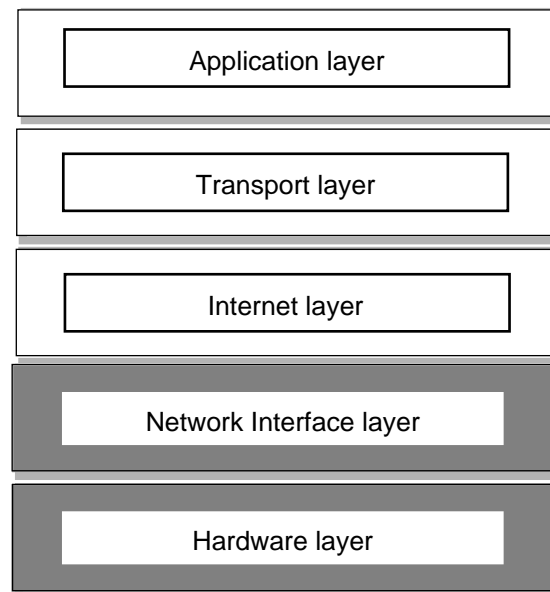 Application layer
Transport layer
Internet layer
Network Interface layer
Hardware layer